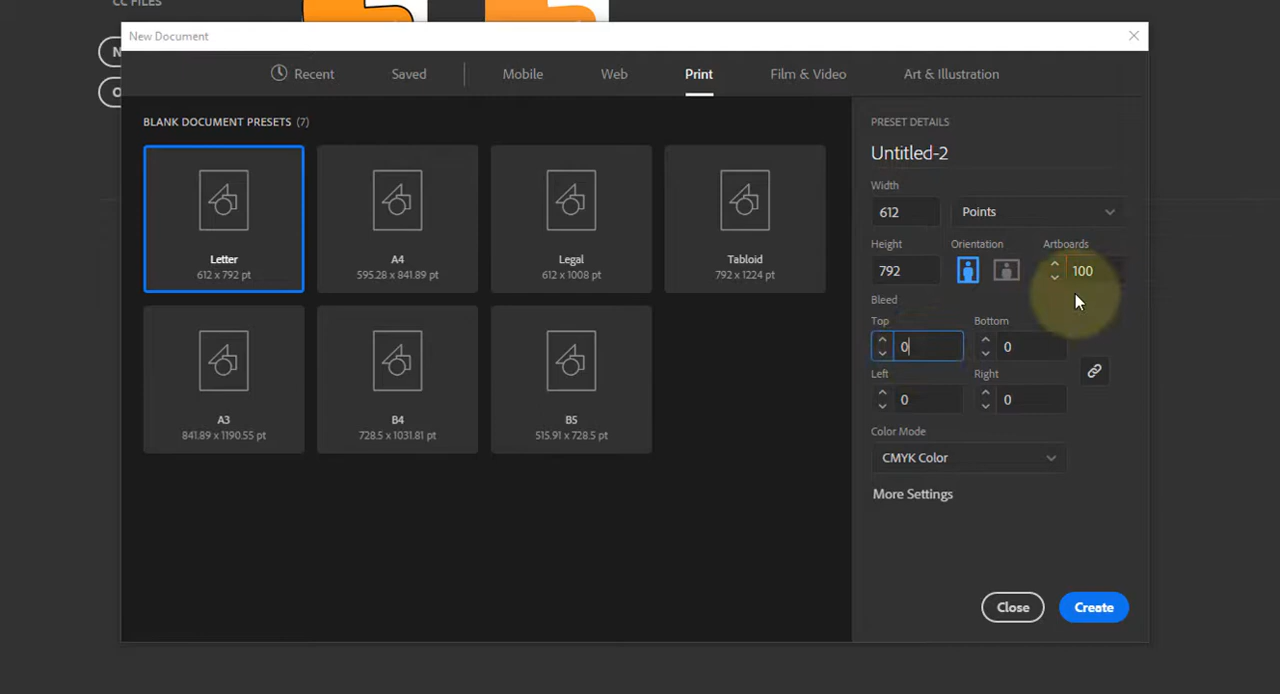 CC FILES
New Document
Recent
Saved
Mobile
Web
Print
Film & Video
Art & Illustration
BLANK DOCUMENT PRESETS (7)
Letter
612 x 792 pt
A4
595.28 x 841.89 pt
Legal
612 x 1008 pt
Tabloid
792 x 1224 pt
A3
841.89 x 1190.55 pt
B4
728.5 x 1031.81 pt
B5
515.91 x 728.5 pt
PRESET DETAILS
Untitled-2
Width
612
Points
Height
Orientation
Artboards
792
100
Bleed
Top
Bottom
0
0
Left
Right
0
0
Color Mode
CMYK Color
More Settings
Close
Create